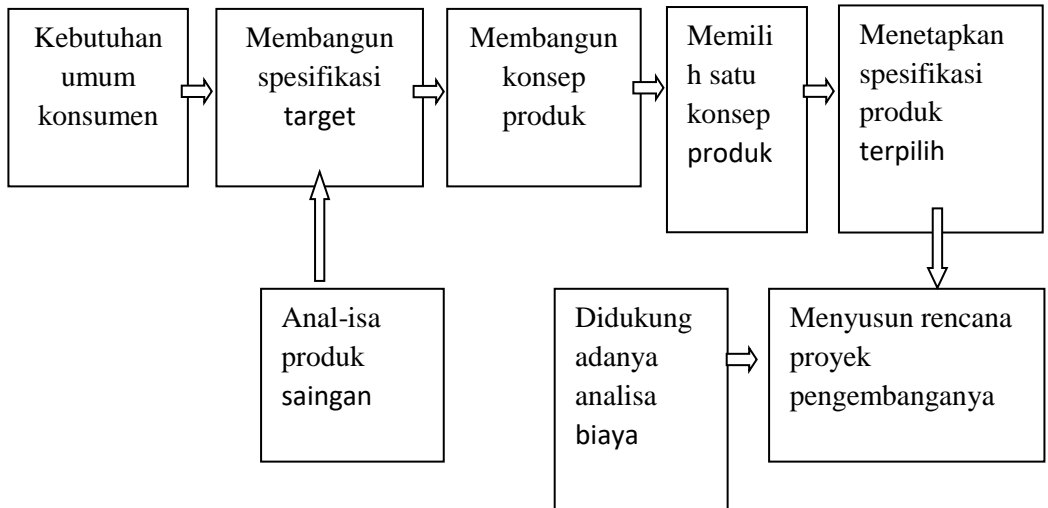 Kebutuhan
umum
konsumen
Membangun
spesifikasi
target
Membangun
konsep
produk
Memili
h satu
konsep
produk
Menetapkan
spesifikasi
produk
terpilih
Anal-isa
produk
saingan
Didukung
adanya
analisa
biaya
Menyusun rencana
proyek
pengembanganya